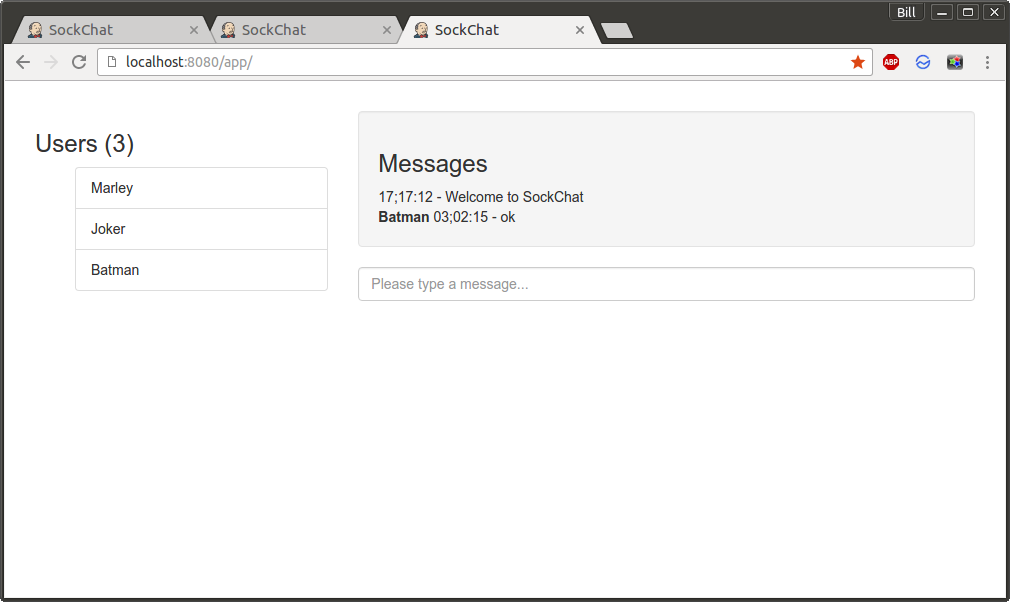 Bill
SockChat
SockChat
SockChat
localhost:8080/app/
ABP
Users (3)
Marley
Joker
Batman
Messages
17;17:12 - Welcome to SockChat
Batman 03;02:15 - ok
Please type a message...